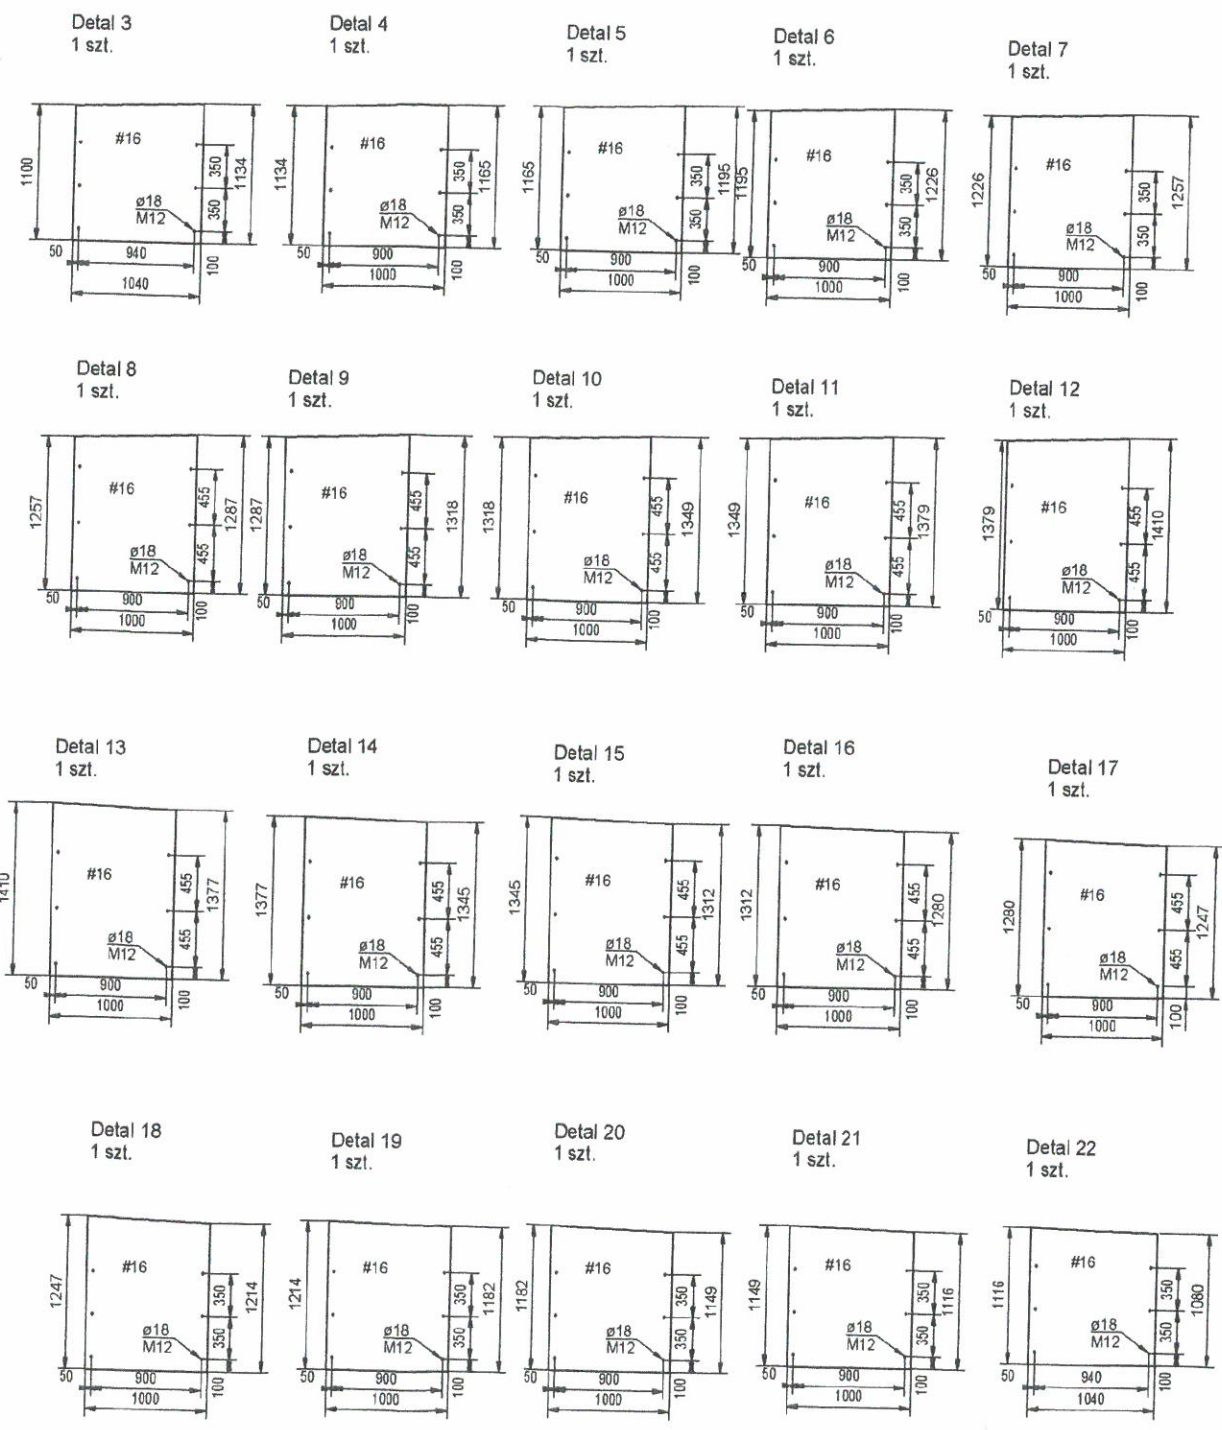 Detal 3
1 szt.
1100
#16
350
350
1134
ø18
M12
50
940
100
1040
Detal 4
1 szt.
1134
#16
350
350
1165
ø18
M12
50
900
100
1000
Detal 5
1 szt.
1165
#16
350
350
1195
ø18
M12
50
900
100
1000
Detal 6
1 szt.
1195
#16
350
350
1226
ø18
M12
50
900
100
1000
Detal 7
1 szt.
1226
#16
350
350
1257
ø18
M12
50
900
100
1000
Detal 8
1 szt.
1257
#16
455
455
1287
ø18
M12
50
900
100
1000
Detal 9
1 szt.
1287
#16
455
455
1318
ø18
M12
50
900
100
1000
Detal 10
1 szt.
1318
#16
455
455
1349
ø18
M12
50
900
100
1000
Detal 11
1 szt.
1349
#16
455
455
1379
ø18
M12
50
900
100
1000
Detal 12
1 szt.
1379
#16
455
455
1410
ø18
M12
50
900
100
1000
Detal 13
1 szt.
1410
#16
455
455
1377
ø18
M12
50
900
100
1000
Detal 14
1 szt.
1377
#16
455
455
1345
ø18
M12
50
900
100
1000
Detal 15
1 szt.
1345
#16
455
455
1312
ø18
M12
50
900
100
1000
Detal 16
1 szt.
1312
#16
455
455
1280
ø18
M12
50
900
100
1000
Detal 17
1 szt.
1280
#16
455
455
1247
ø18
M12
50
900
100
1000
Detal 18
1 szt.
1247
#16
350
350
1214
ø18
M12
50
900
100
1000
Detal 19
1 szt.
1214
#16
350
350
1182
ø18
M12
50
900
100
1000
Detal 20
1 szt.
1182
#16
350
350
1149
ø18
M12
50
900
100
1000
Detal 21
1 szt.
1149
#16
350
350
1116
ø18
M12
50
900
100
1000
Detal 22
1 szt.
1116
#16
350
350
1080
ø18
M12
50
940
100
1040